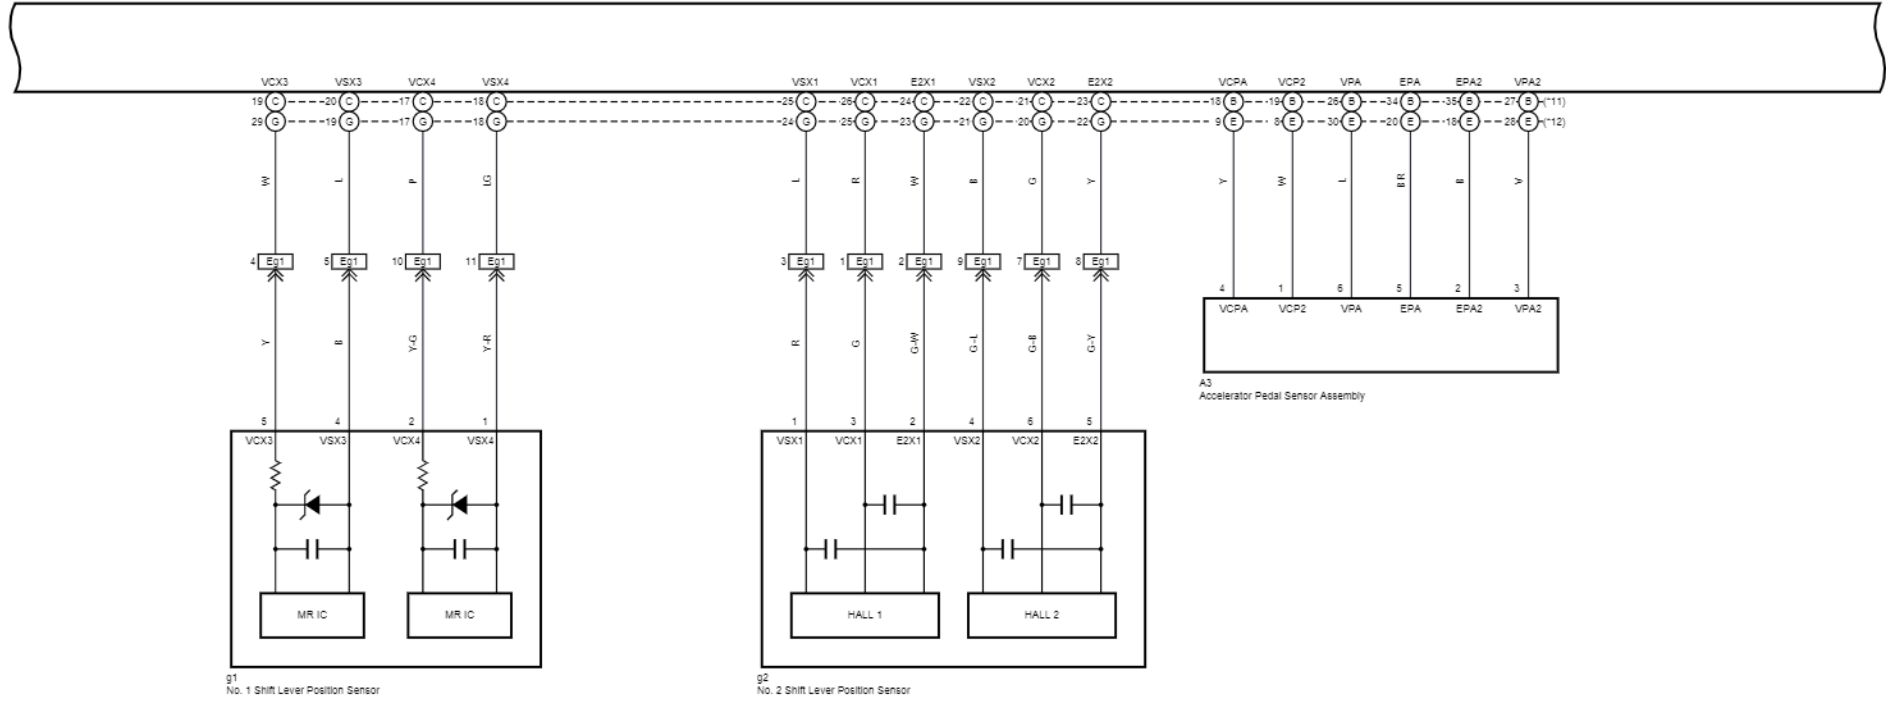 VCX3 VSX3 VCX4 VSX4 VSX1 VCX1 E2X1 VSX2 VCX2 E2X2 VCPA VCP2 VPA EPA EPA2 VPA2
19 C 20 C 17 C 18 C 25 C 26 C 24 C 22 C 21 C 23 C 18 B 19 B 26 B 34 B 35 B 27 B (*11)
29 G 19 G 17 G 18 G 24 G 25 G 23 G 21 G 20 G 22 G 9 E 8 E 30 E 20 E 18 E 28 E (*12)
W L P LG L R W B G Y Y W L BR B V
4 Eg1 5 Eg1 10 Eg1 11 Eg1 3 Eg1 1 Eg1 2 Eg1 9 Eg1 7 Eg1 8 Eg1
4 1 6 5 2 3
VCPA VCP2 VPA EPA EPA2 VPA2
Y B Y-G Y-R R G G-W G-L G-B G-Y
A3
Accelerator Pedal Sensor Assembly
5 4 2 1 1 3 2 4 6 5
VCX3 VSX3 VCX4 VSX4 VSX1 VCX1 E2X1 VSX2 VCX2 E2X2
MR IC MR IC HALL 1 HALL 2
g1
No. 1 Shift Lever Position Sensor
g2
No. 2 Shift Lever Position Sensor